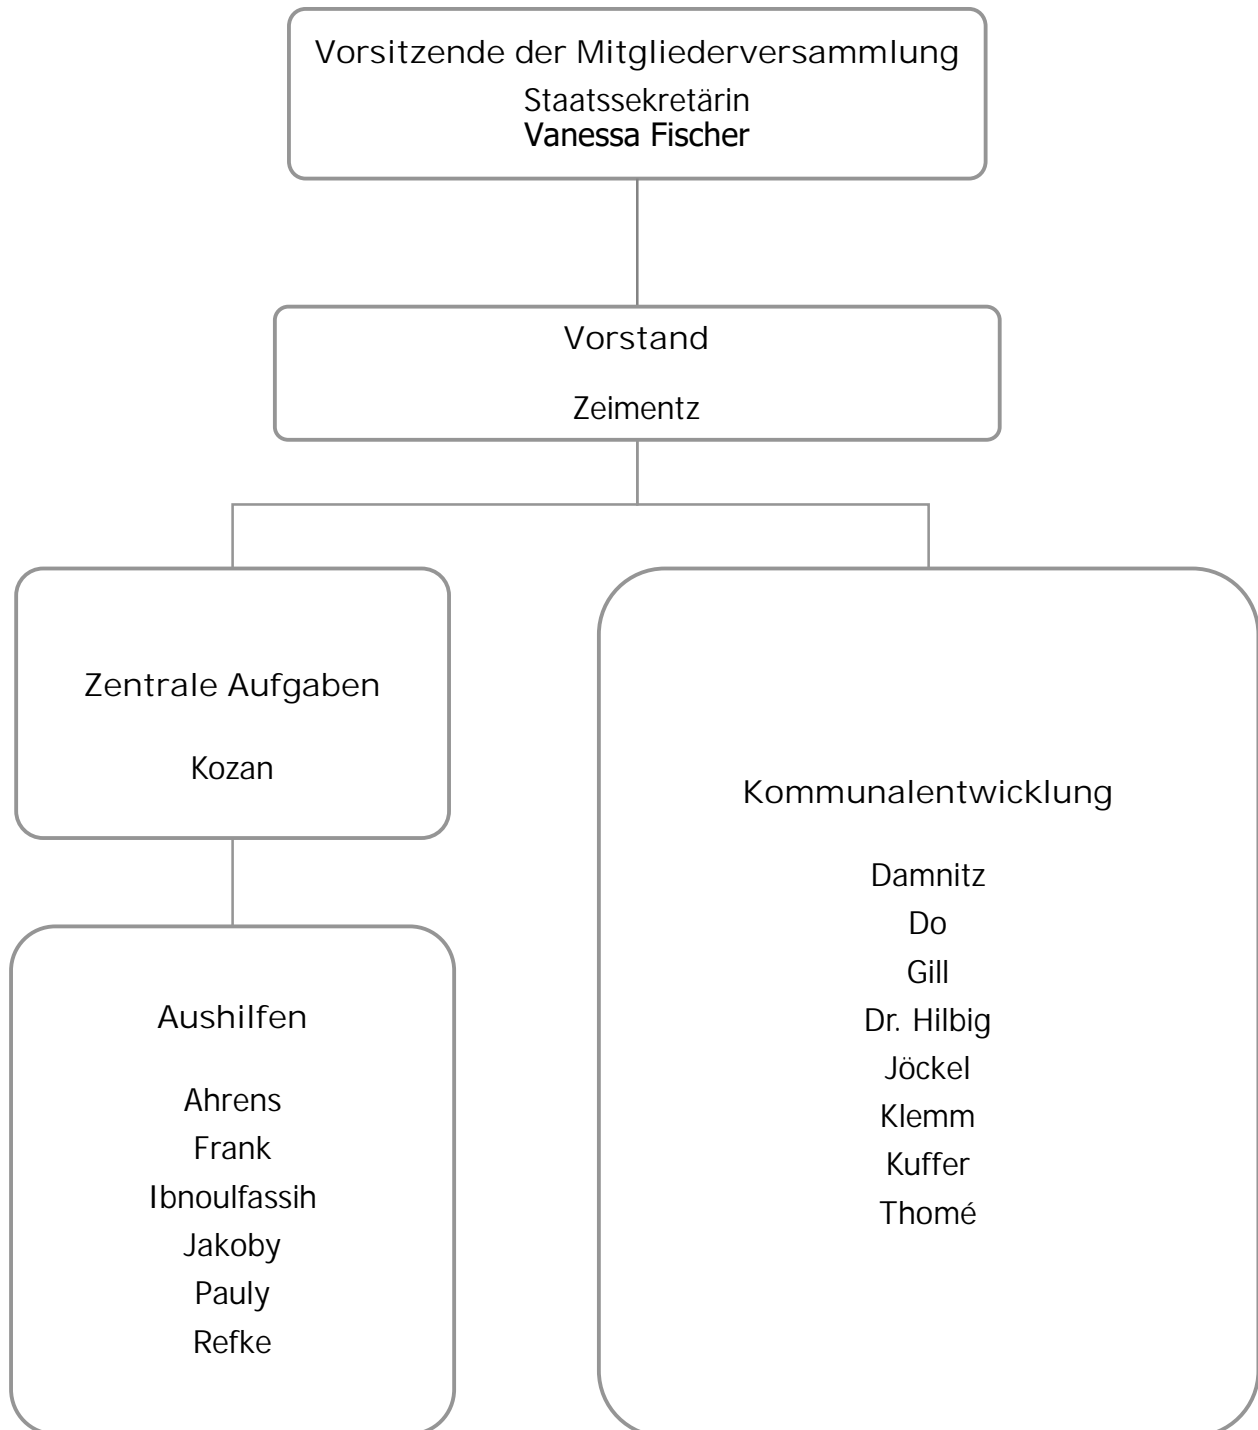 Vorsitzende der Mitgliederversammlung
Staatssekretärin
Vanessa Fischer
Vorstand
Zeimentz
Zentrale Aufgaben
Kozan
Aushilfen
Ahrens
Frank
Ibnoulfassih
Jakoby
Pauly
Refke
Kommunalentwicklung
Damnitz
Do
Gill
Dr. Hilbig
Jöckel
Klemm
Kuffer
Thomé